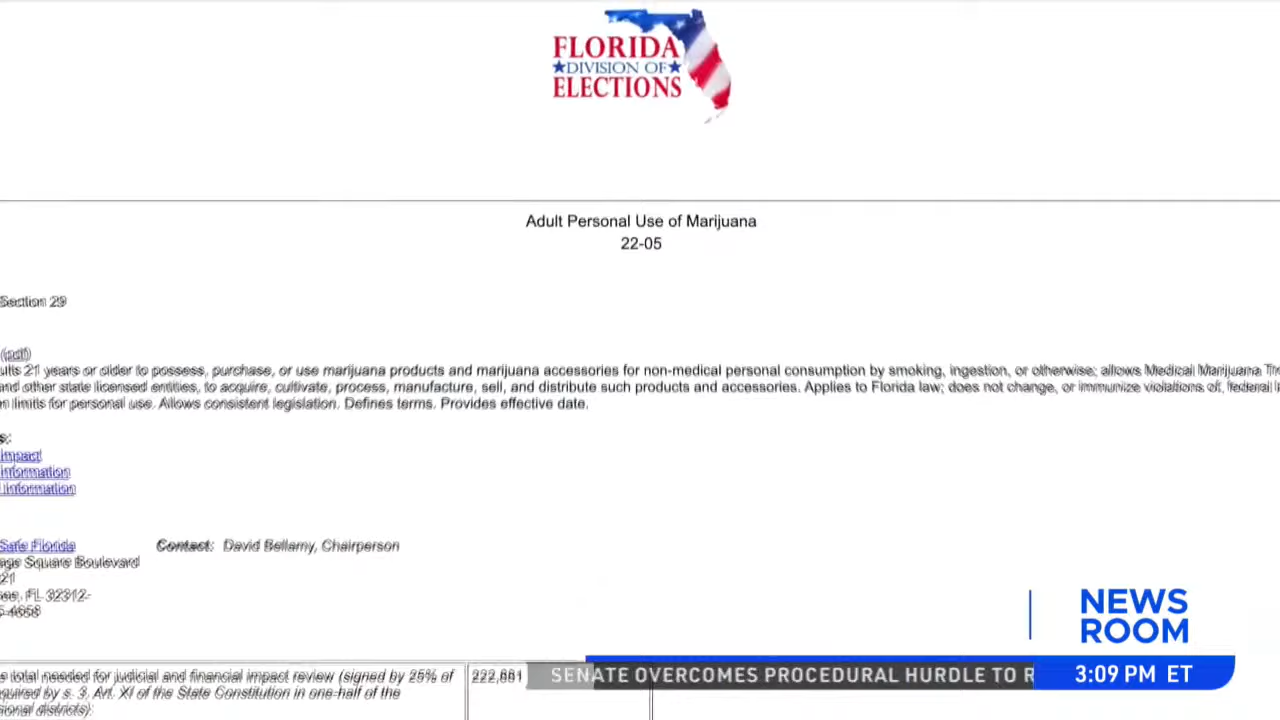 FLORIDA
DIVISION OF
ELECTIONS
Adult Personal Use of Marijuana
22-05
Section 29
(pdf)
ults 21 years or older to possess, purchase, or use marijuana products and marijuana accessories for non-medical personal consumption by smoking, ingestion, or otherwise; allows Medical Marijuana Tr
and other state licensed entities, to acquire, cultivate, process, manufacture, sell, and distribute such products and accessories. Applies to Florida law; does not change, or immunize violations of, federal l
n limits for personal use. Allows consistent legislation. Defines terms. Provides effective date.
s:
Impact
Information
Information
Safe Florida Contact: David Bellamy, Chairperson
age Square Boulevard
21
see, FL 32312-
5-4658
e total needed for judicial and financial impact review (signed by 25% of 222,881
quired by s. 3, Art. XI of the State Constitution in one-half of the
sional districts):
NEWS
ROOM
SENATE OVERCOMES PROCEDURAL HURDLE TO R
3:09 PM ET